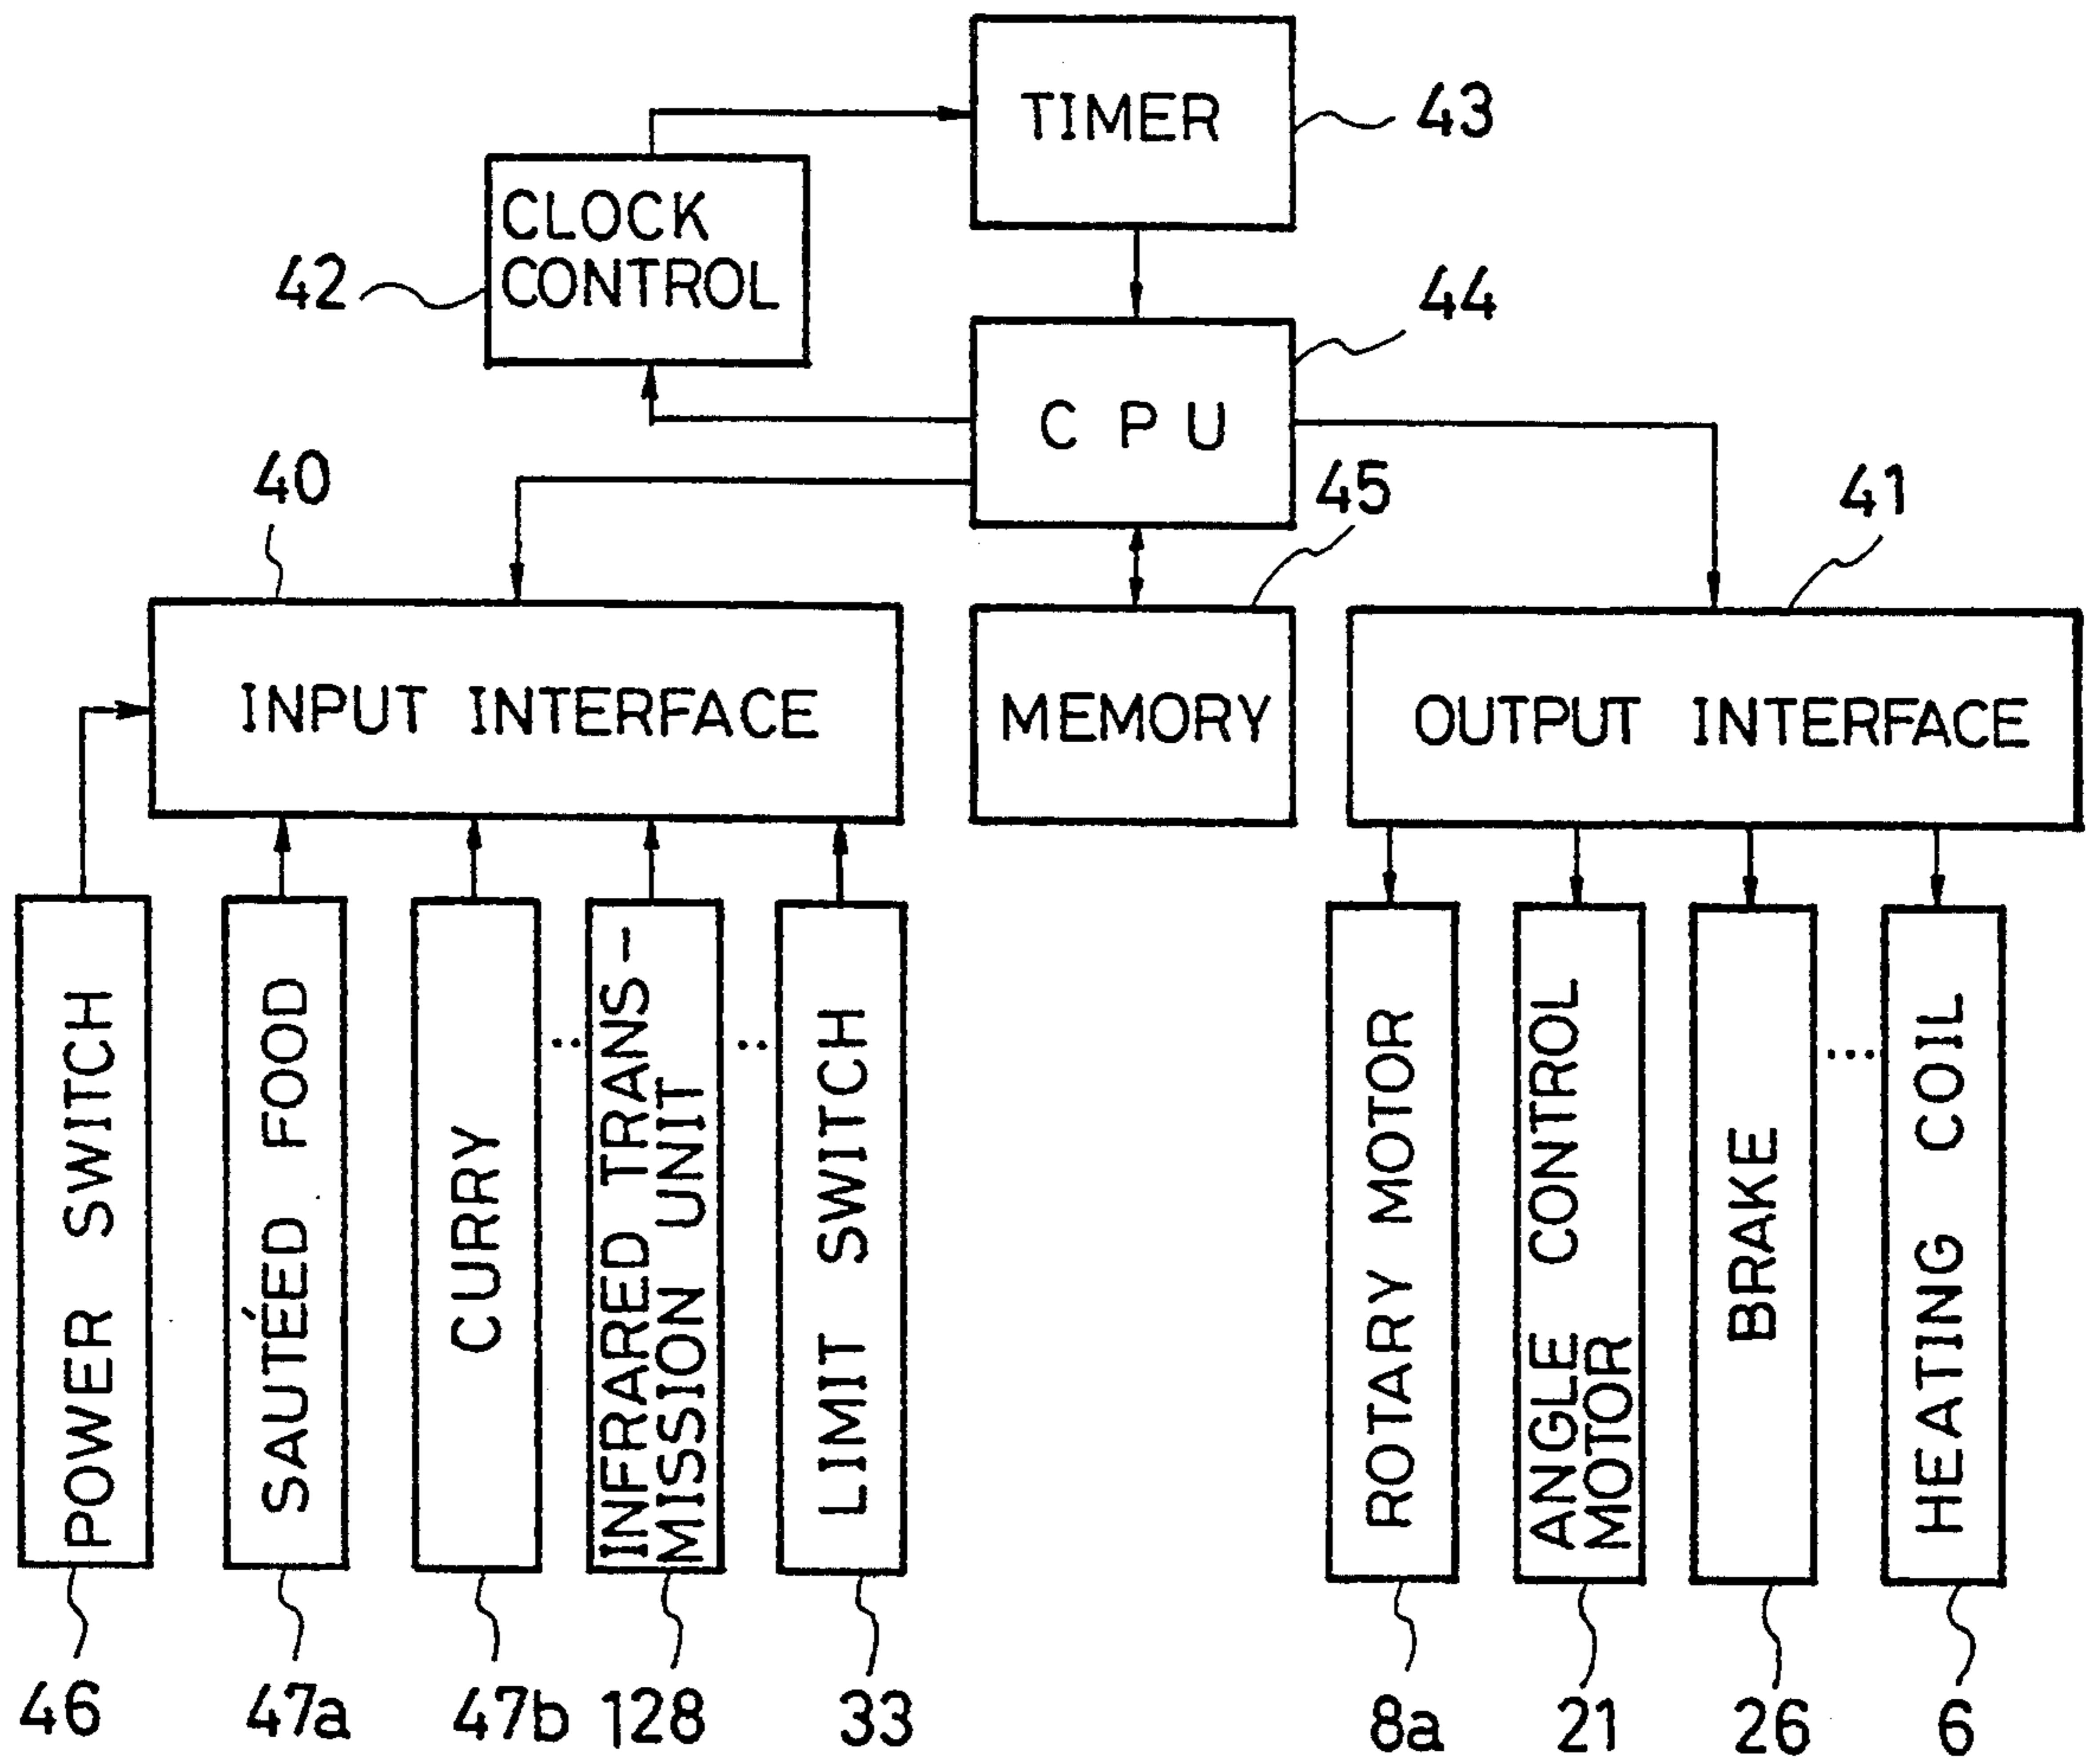 TIMER
43
CLOCK
CONTROL
42
44
C P U
40
45
41
INPUT INTERFACE
MEMORY
OUTPUT INTERFACE
POWER SWITCH
SAUTÉED FOOD
CURRY
..
INFRARED TRANS-
MISSION UNIT
..
LIMIT SWITCH
ROTARY MOTOR
ANGLE CONTROL
MOTOR
BRAKE
...
HEATING COIL
46
47a
47b
128
33
8a
21
26
6